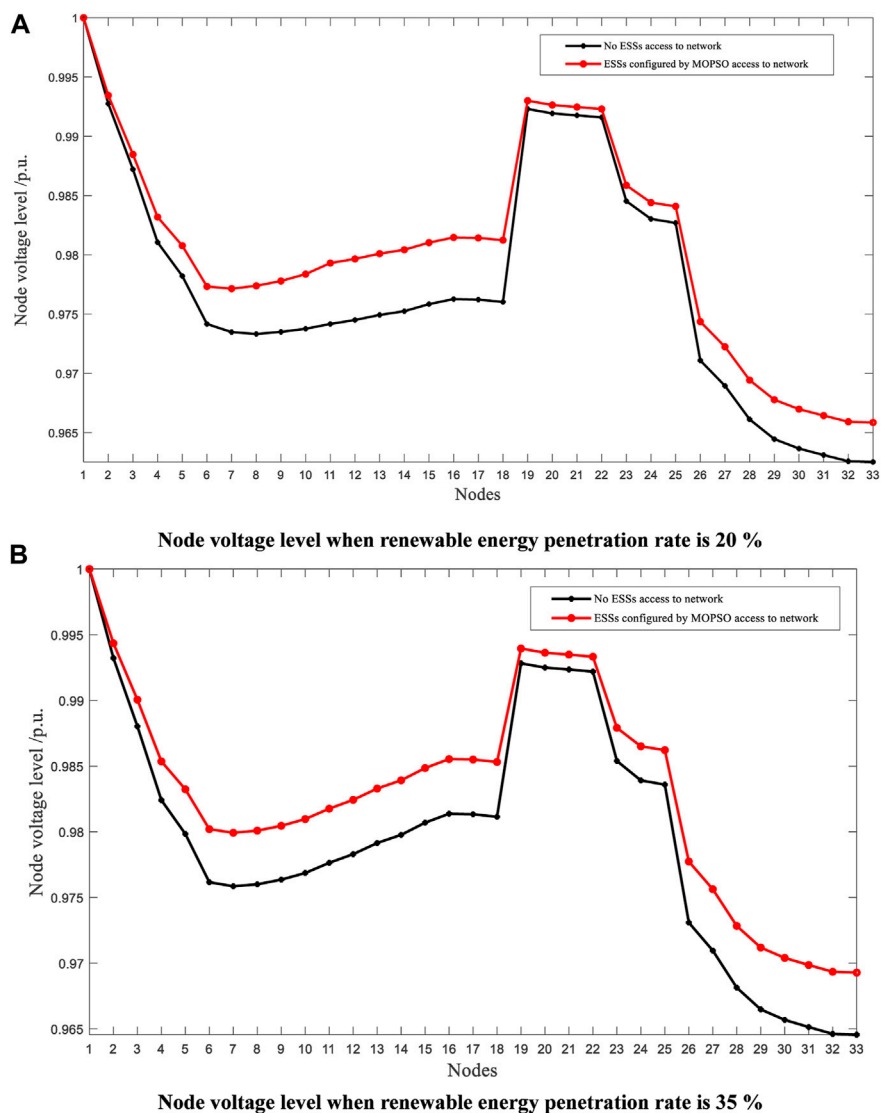 A
1
0.995
0.99
0.985
0.98
0.975
0.97
0.965
Node voltage level /p.u.
No ESSs access to network
ESSs configured by MOPSO access to network
1 2 3 4 5 6 7 8 9 10 11 12 13 14 15 16 17 18 19 20 21 22 23 24 25 26 27 28 29 30 31 32 33
Nodes
Node voltage level when renewable energy penetration rate is 20 %
B
1
0.995
0.99
0.985
0.98
0.975
0.97
0.965
Node voltage level /p.u.
No ESSs access to network
ESSs configured by MOPSO access to network
1 2 3 4 5 6 7 8 9 10 11 12 13 14 15 16 17 18 19 20 21 22 23 24 25 26 27 28 29 30 31 32 33
Nodes
Node voltage level when renewable energy penetration rate is 35 %